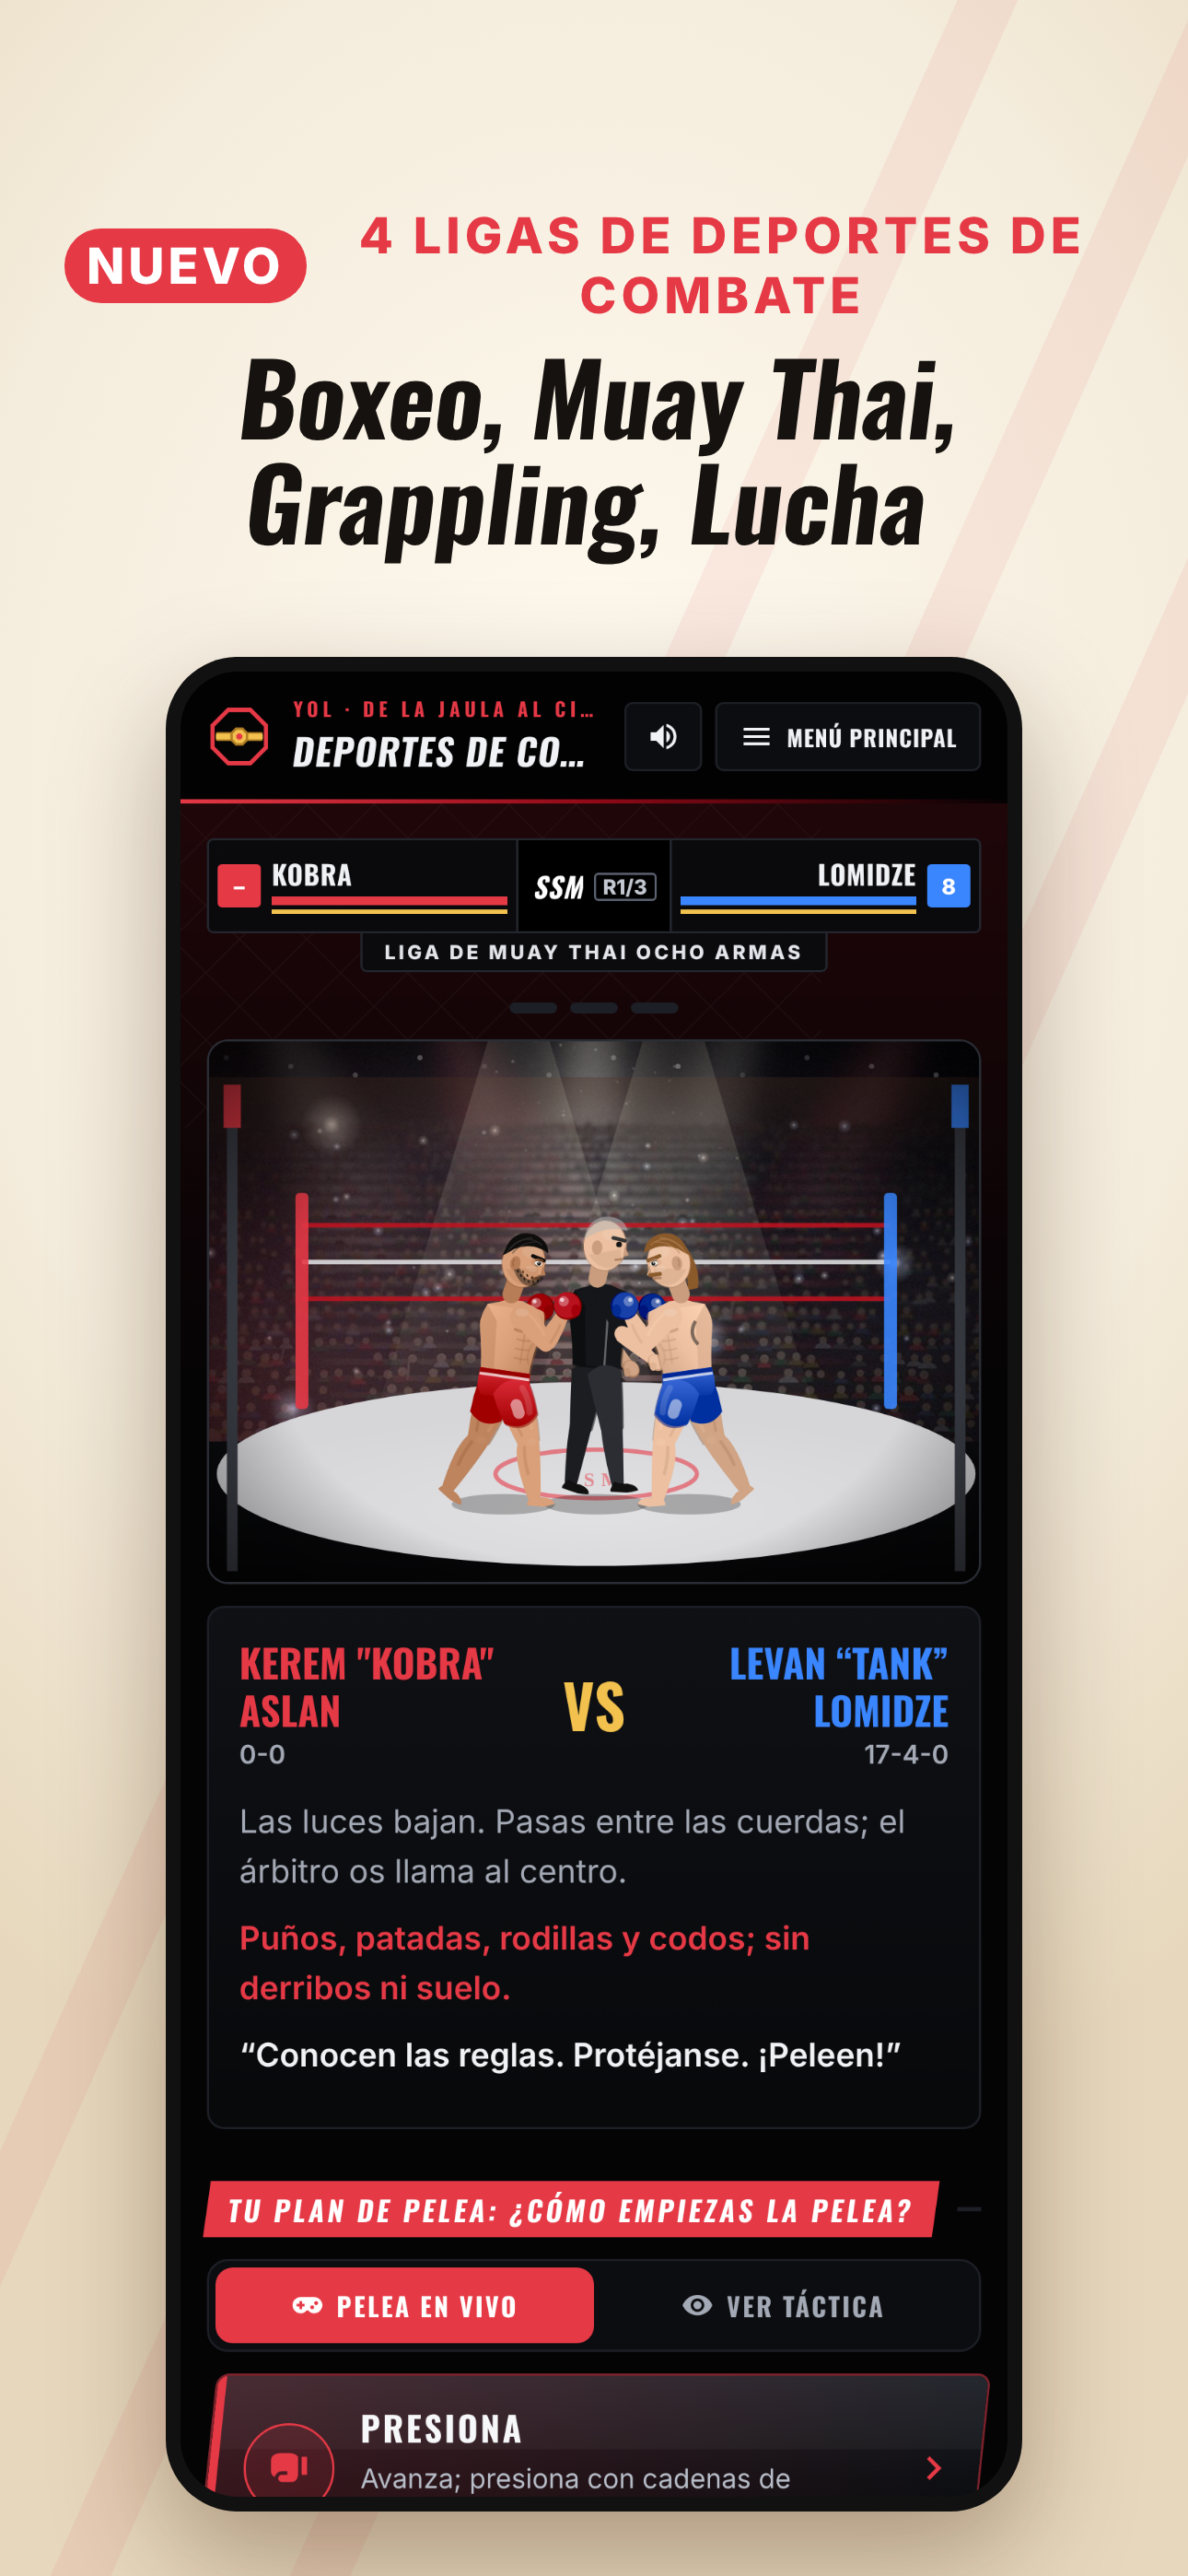 NUEVO
4 LIGAS DE DEPORTES DE
COMBATE
Boxeo, Muay Thai,
Grappling, Lucha
YOL · DE LA JAULA AL CI...
DEPORTES DE CO...
MENÚ PRINCIPAL
– KOBRA
SSM R1/3
LOMIDZE 8
LIGA DE MUAY THAI OCHO ARMAS
KEREM "KOBRA"
ASLAN
0-0
VS
LEVAN “TANK”
LOMIDZE
17-4-0
Las luces bajan. Pasas entre las cuerdas; el
árbitro os llama al centro.
Puños, patadas, rodillas y codos; sin
derribos ni suelo.
“Conocen las reglas. Protéjanse. ¡Peleen!”
TU PLAN DE PELEA: ¿CÓMO EMPIEZAS LA PELEA?
PELEA EN VIVO
VER TÁCTICA
PRESIONA
Avanza; presiona con cadenas de